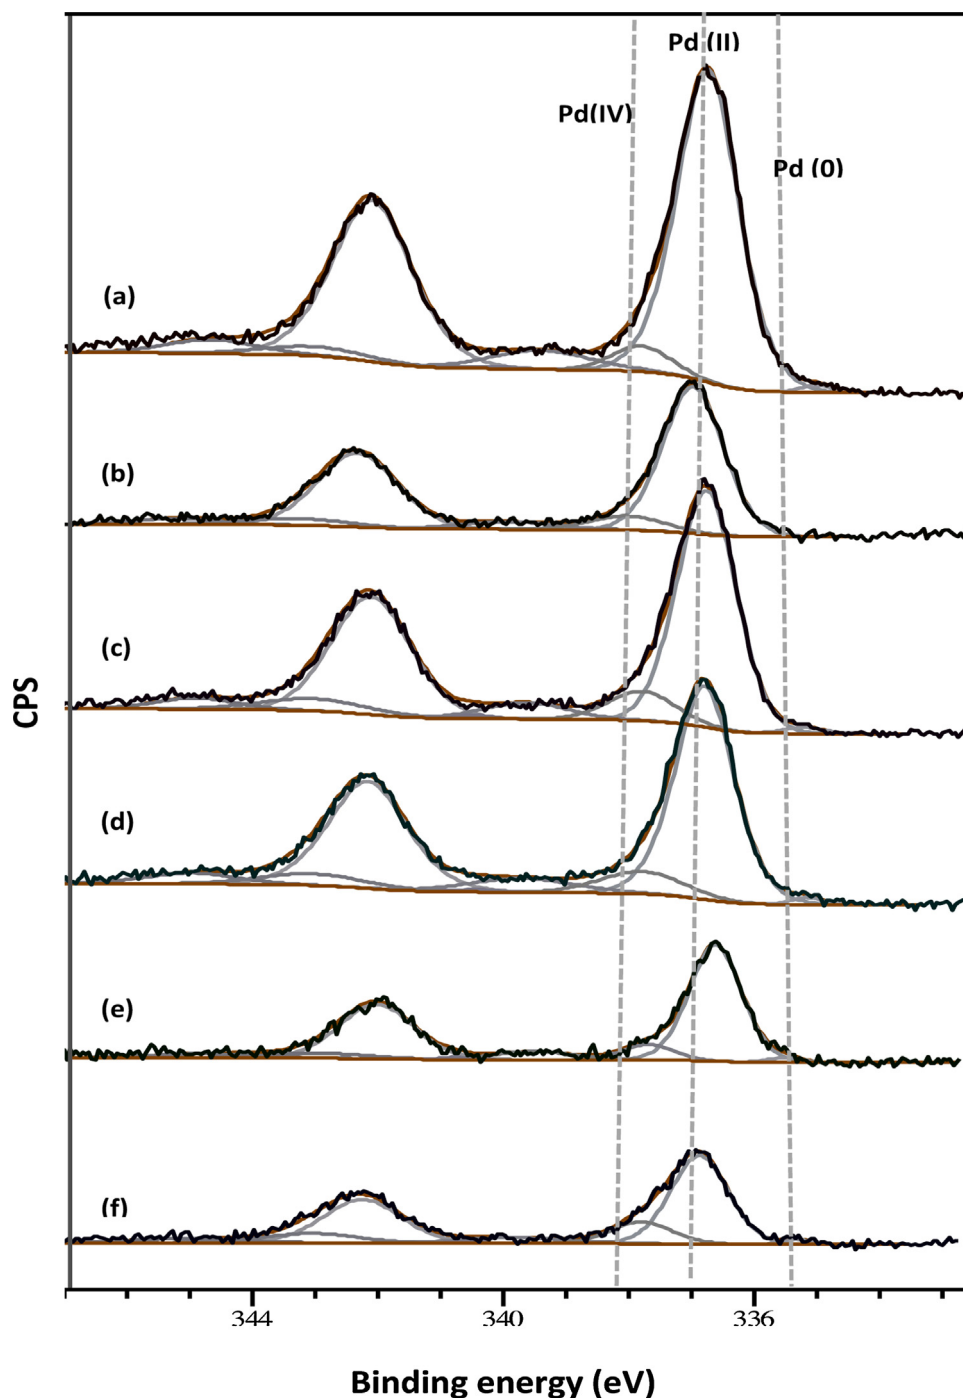 Pd (II)
Pd(IV)
Pd (0)
(a)
(b)
(c)
CPS
(d)
(e)
(f)
344
340
336
Binding energy (eV)